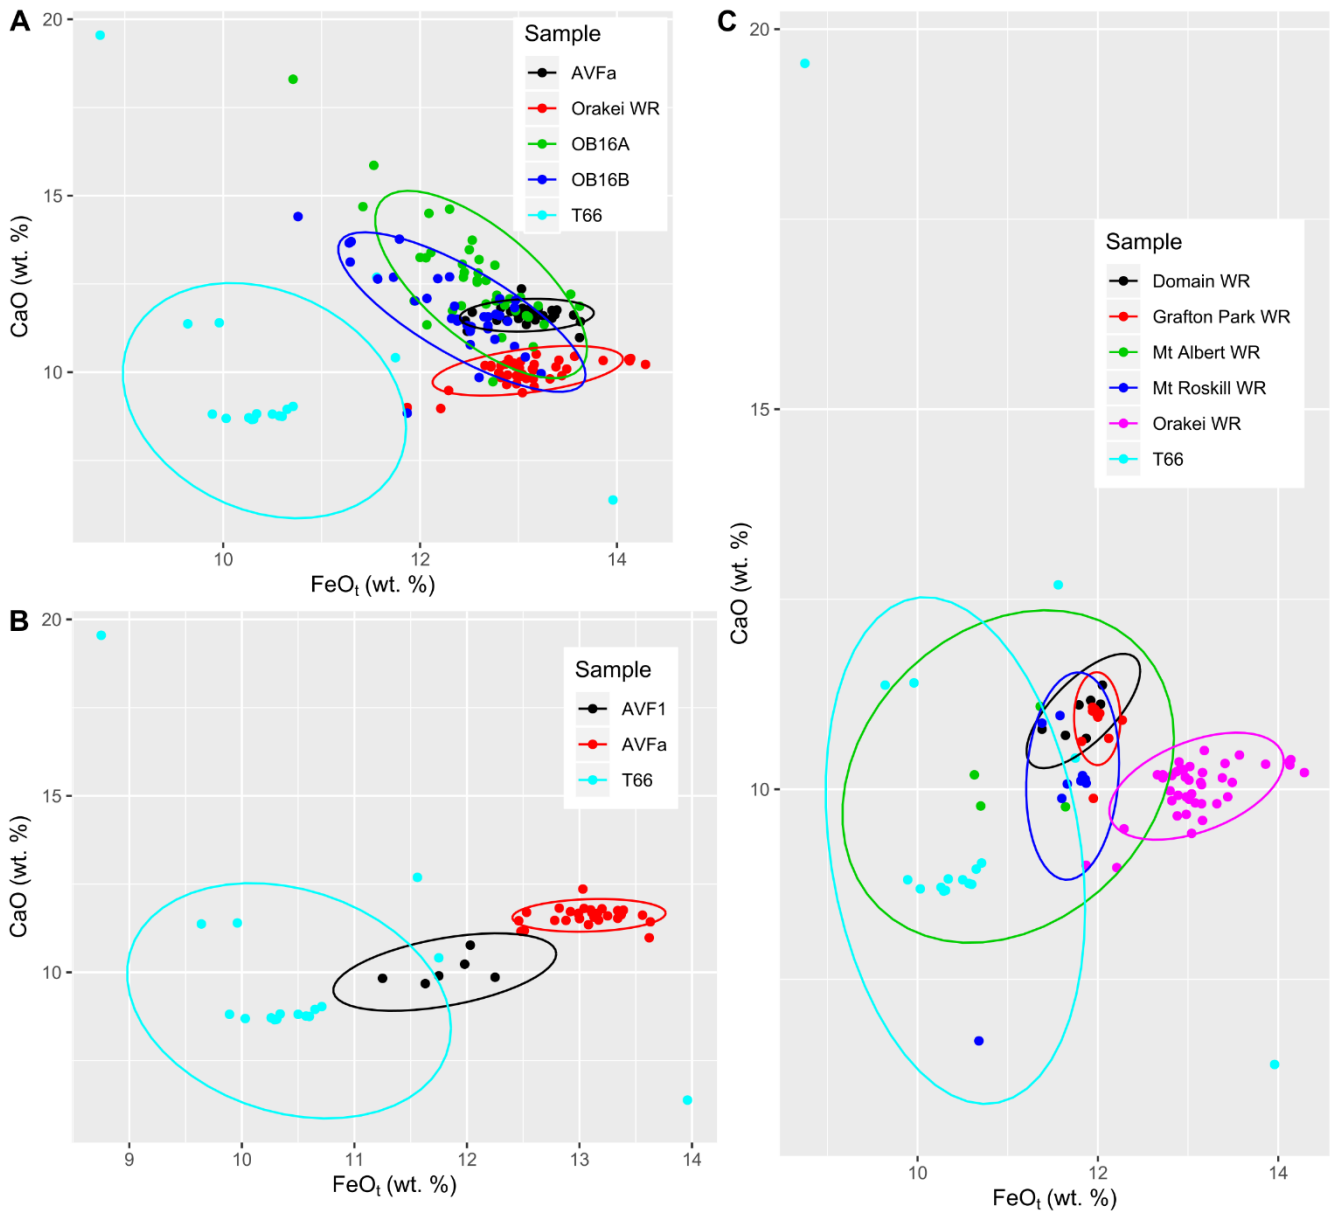 A
20
15
10
CaO (wt. %)
10
12
14
FeOt (wt. %)
Sample
AVFa
Orakei WR
OB16A
OB16B
T66
B
20
15
10
CaO (wt. %)
9
10
11
12
13
14
FeOt (wt. %)
Sample
AVF1
AVFa
T66
C
20
15
10
CaO (wt. %)
10
12
14
FeOt (wt. %)
Sample
Domain WR
Grafton Park WR
Mt Albert WR
Mt Roskill WR
Orakei WR
T66